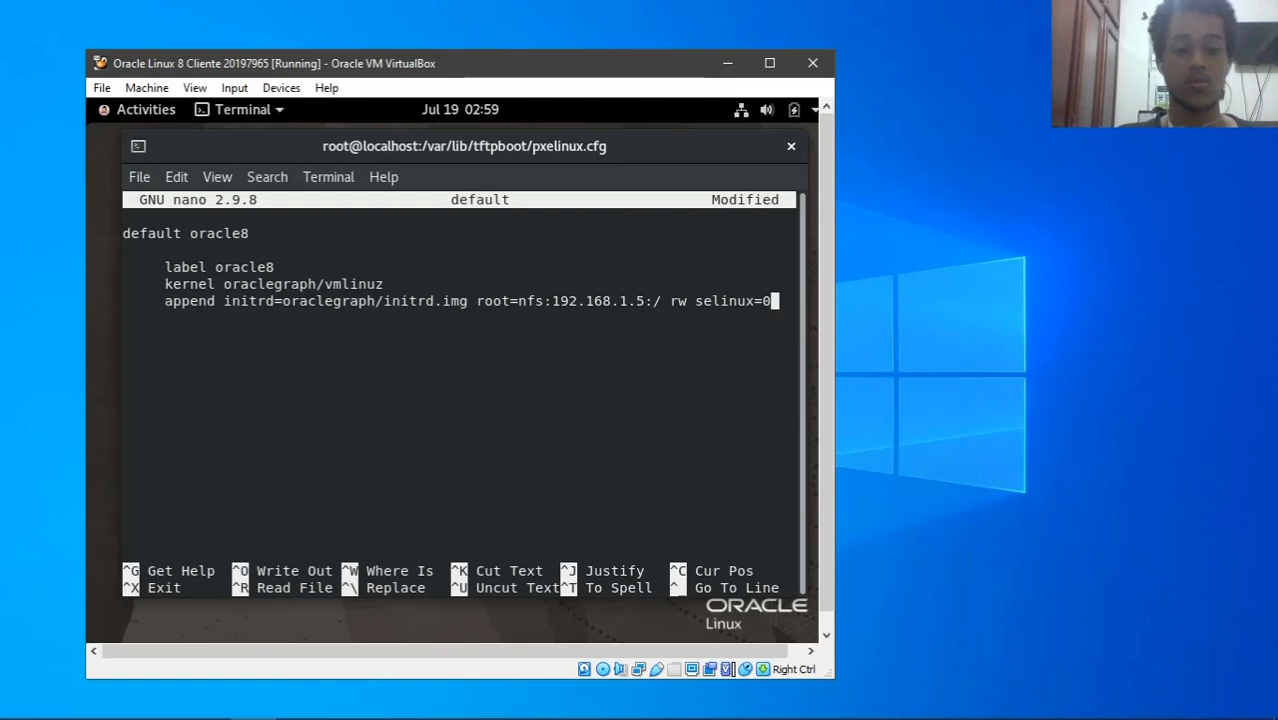 Oracle Linux 8 Cliente 20197965 [Running] - Oracle VM VirtualBox
File Machine View Input Devices Help
Activities Terminal Jul 19 02:59
root@localhost:/var/lib/tftpboot/pxelinux.cfg
File Edit View Search Terminal Help
GNU nano 2.9.8 default Modified
default oracle8
label oracle8
kernel oraclegraph/vmlinuz
append initrd=oraclegraph/initrd.img root=nfs:192.168.1.5:/ rw selinux=0
^G Get Help ^O Write Out ^W Where Is ^K Cut Text ^J Justify ^C Cur Pos
^X Exit ^R Read File ^\ Replace ^U Uncut Text ^T To Spell ^_ Go To Line
ORACLE
Linux
Right Ctrl